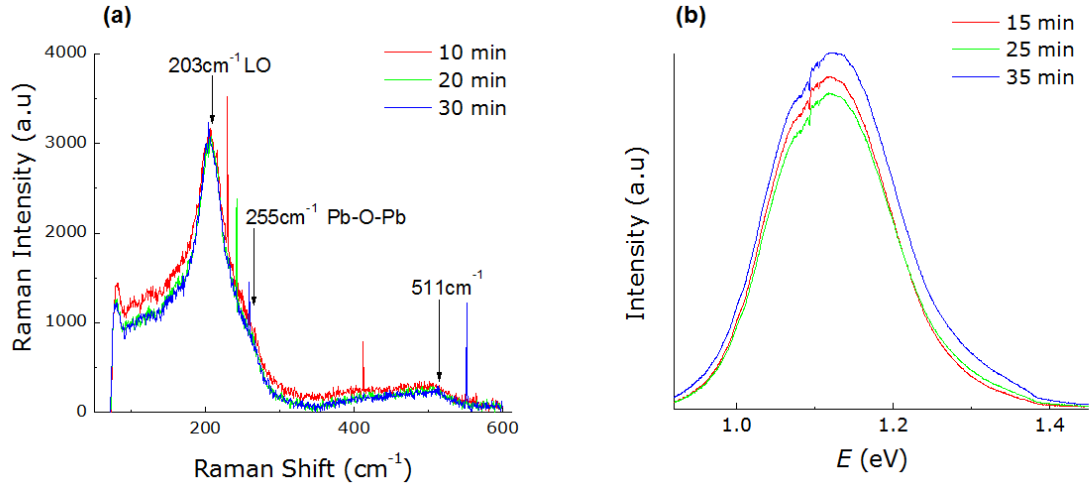 (a)
4000
3000
2000
1000
0
200
400
600
Raman Intensity (a.u)
Raman Shift (cm⁻¹)
203cm⁻¹ LO
255cm⁻¹ Pb-O-Pb
511cm⁻¹
10 min
20 min
30 min
(b)
15 min
25 min
35 min
Intensity (a.u)
1.0
1.2
1.4
E (eV)